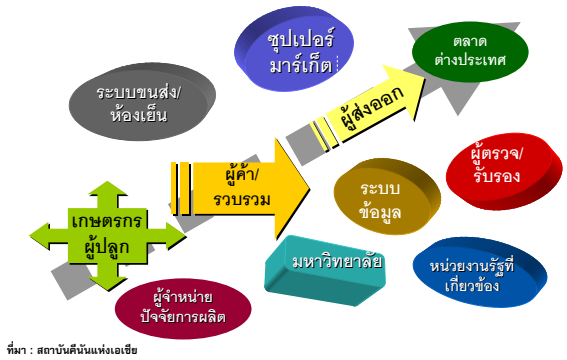 ซุปเปอร์
มาร์เก็ต
ตลาด
ต่างประเทศ
ระบบขนส่ง/
ห้องเย็น
ผู้ส่งออก
ผู้ตรวจ/
รับรอง
ผู้ค้า/
รวบรวม
ระบบ
ข้อมูล
เกษตรกร
ผู้ปลูก
มหาวิทยาลัย
หน่วยงานรัฐที่
เกี่ยวข้อง
ผู้จำหน่าย
ปัจจัยการผลิต
ที่มา : สถาบันคีนันแห่งเอเซีย